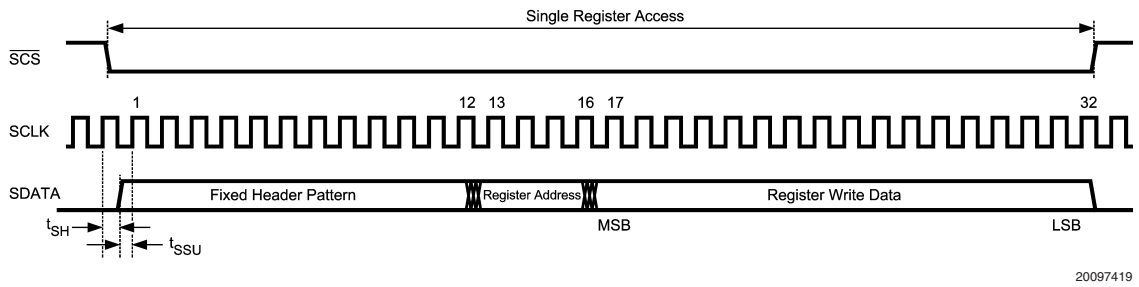 Single Register Access
SCS
1 12 13 16 17 32
SCLK
SDATA Fixed Header Pattern Register Address Register Write Data
tSH MSB LSB
tSSU
20097419